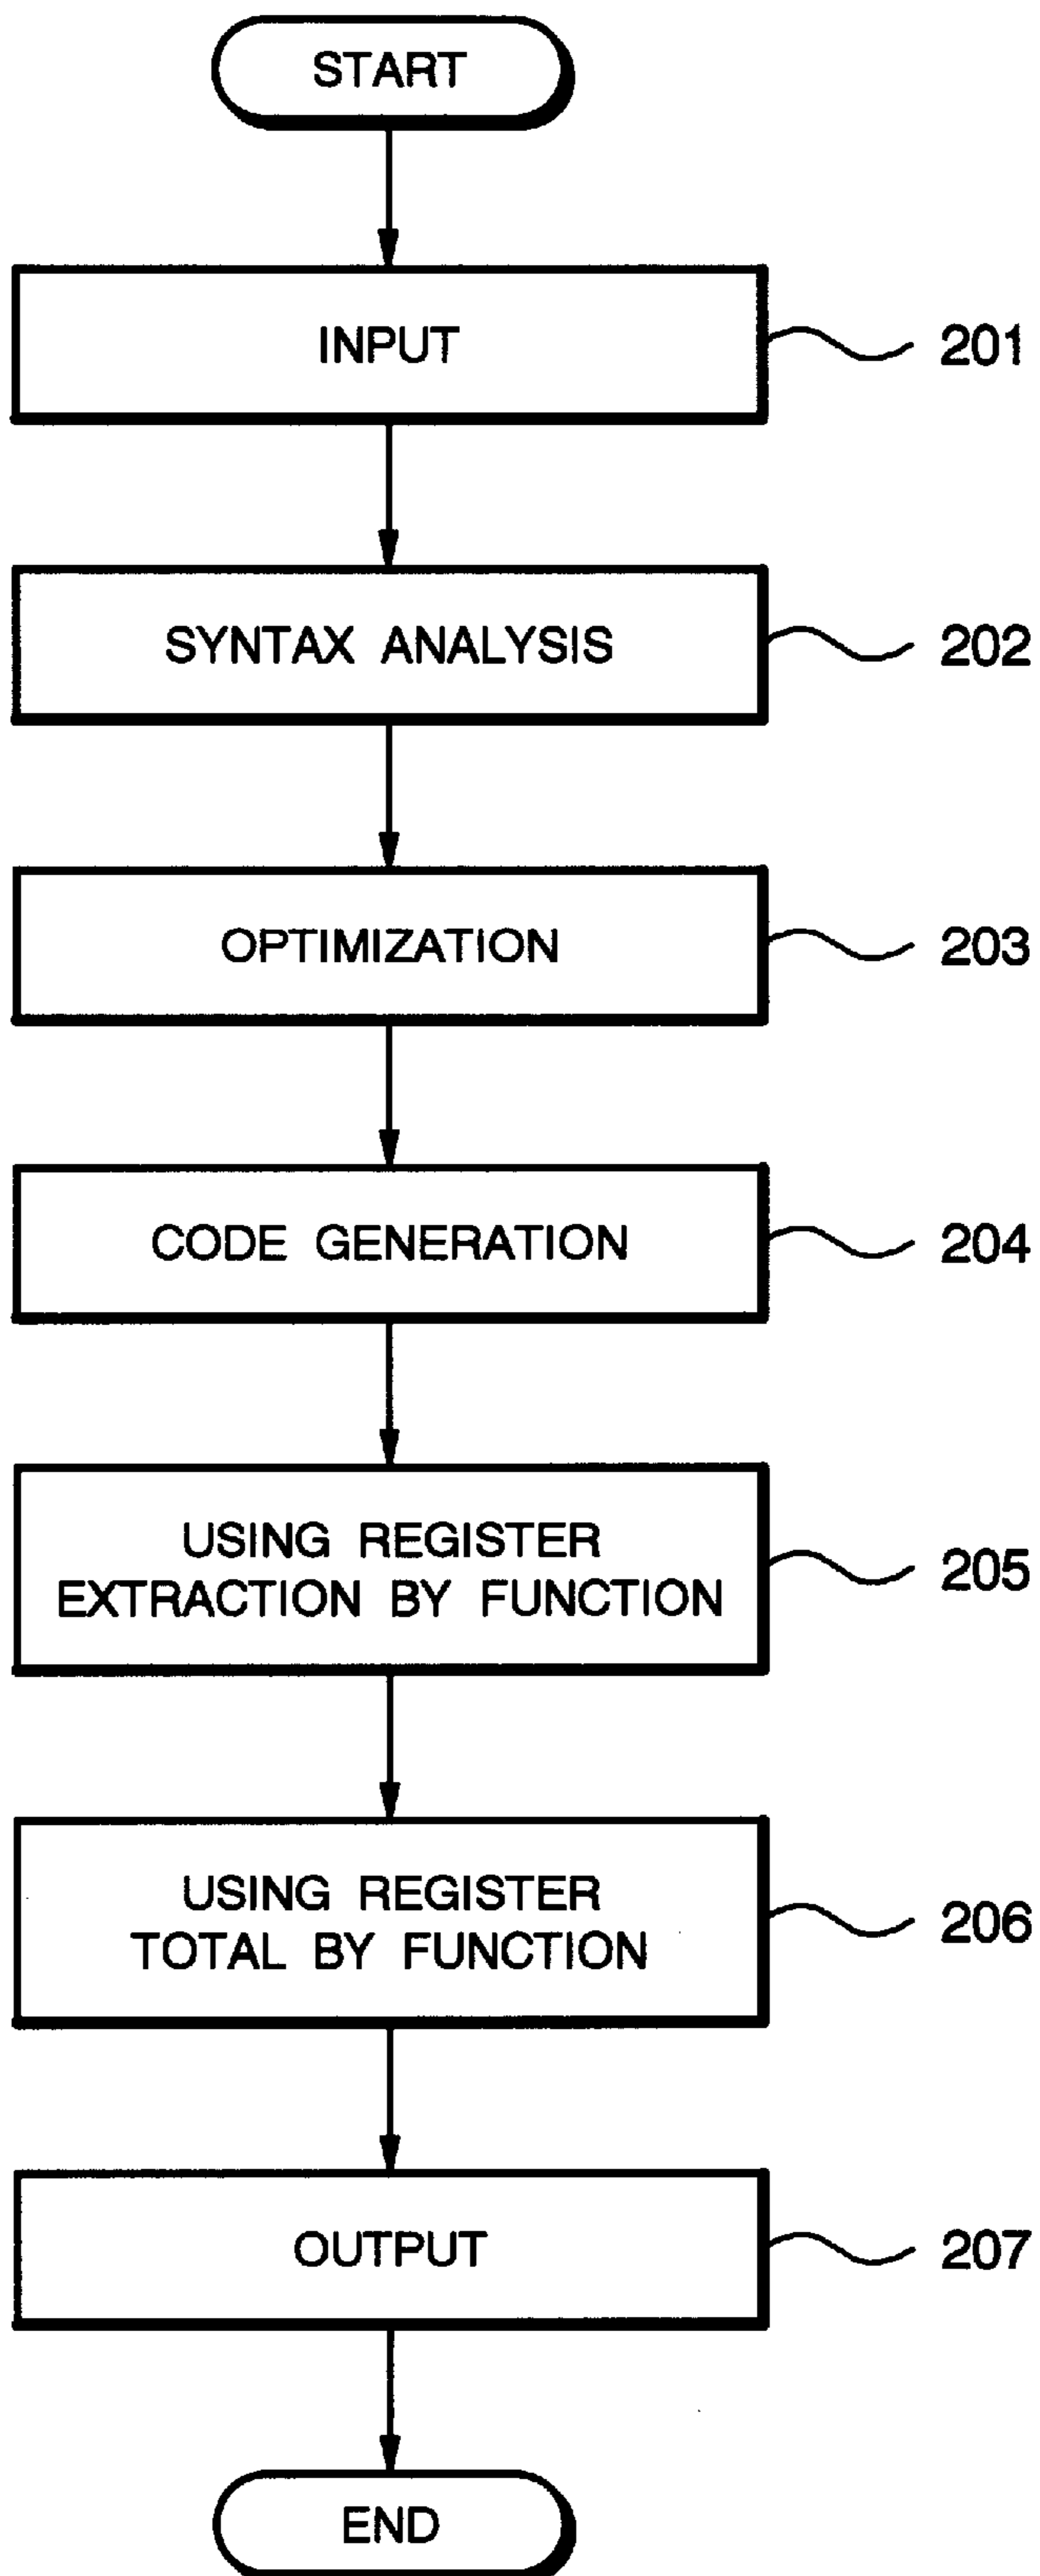 START
INPUT
201
SYNTAX ANALYSIS
202
OPTIMIZATION
203
CODE GENERATION
204
USING REGISTER
EXTRACTION BY FUNCTION
205
USING REGISTER
TOTAL BY FUNCTION
206
OUTPUT
207
END